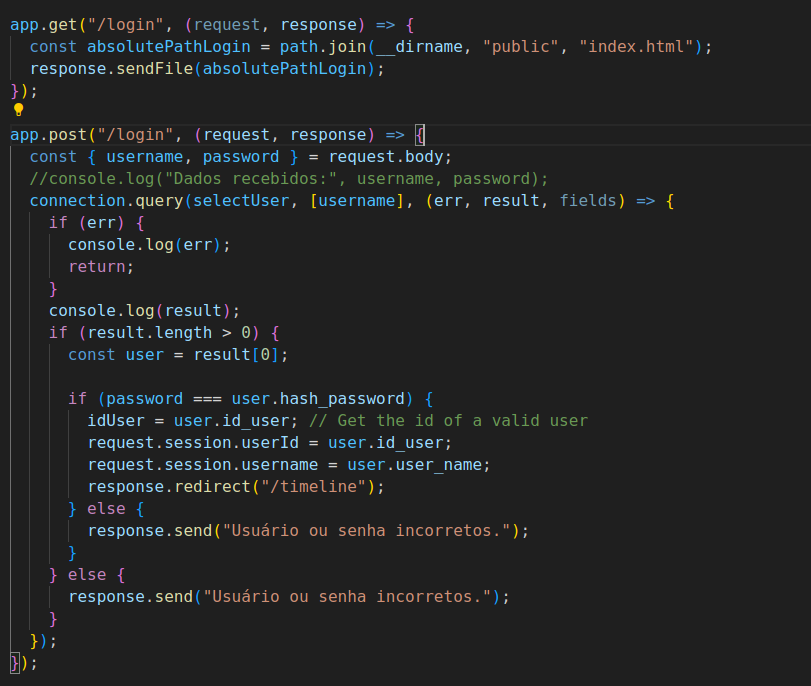 app.get("/login", (request, response) => {
  const absolutePathLogin = path.join(__dirname, "public", "index.html");
  response.sendFile(absolutePathLogin);
});
app.post("/login", (request, response) => {
  const { username, password } = request.body;
  //console.log("Dados recebidos:", username, password);
  connection.query(selectUser, [username], (err, result, fields) => {
    if (err) {
      console.log(err);
      return;
    }
    console.log(result);
    if (result.length > 0) {
      const user = result[0];
      if (password === user.hash_password) {
        idUser = user.id_user; // Get the id of a valid user
        request.session.userId = user.id_user;
        request.session.username = user.user_name;
        response.redirect("/timeline");
      } else {
        response.send("Usuário ou senha incorretos.");
      }
    } else {
      response.send("Usuário ou senha incorretos.");
    }
  });
});